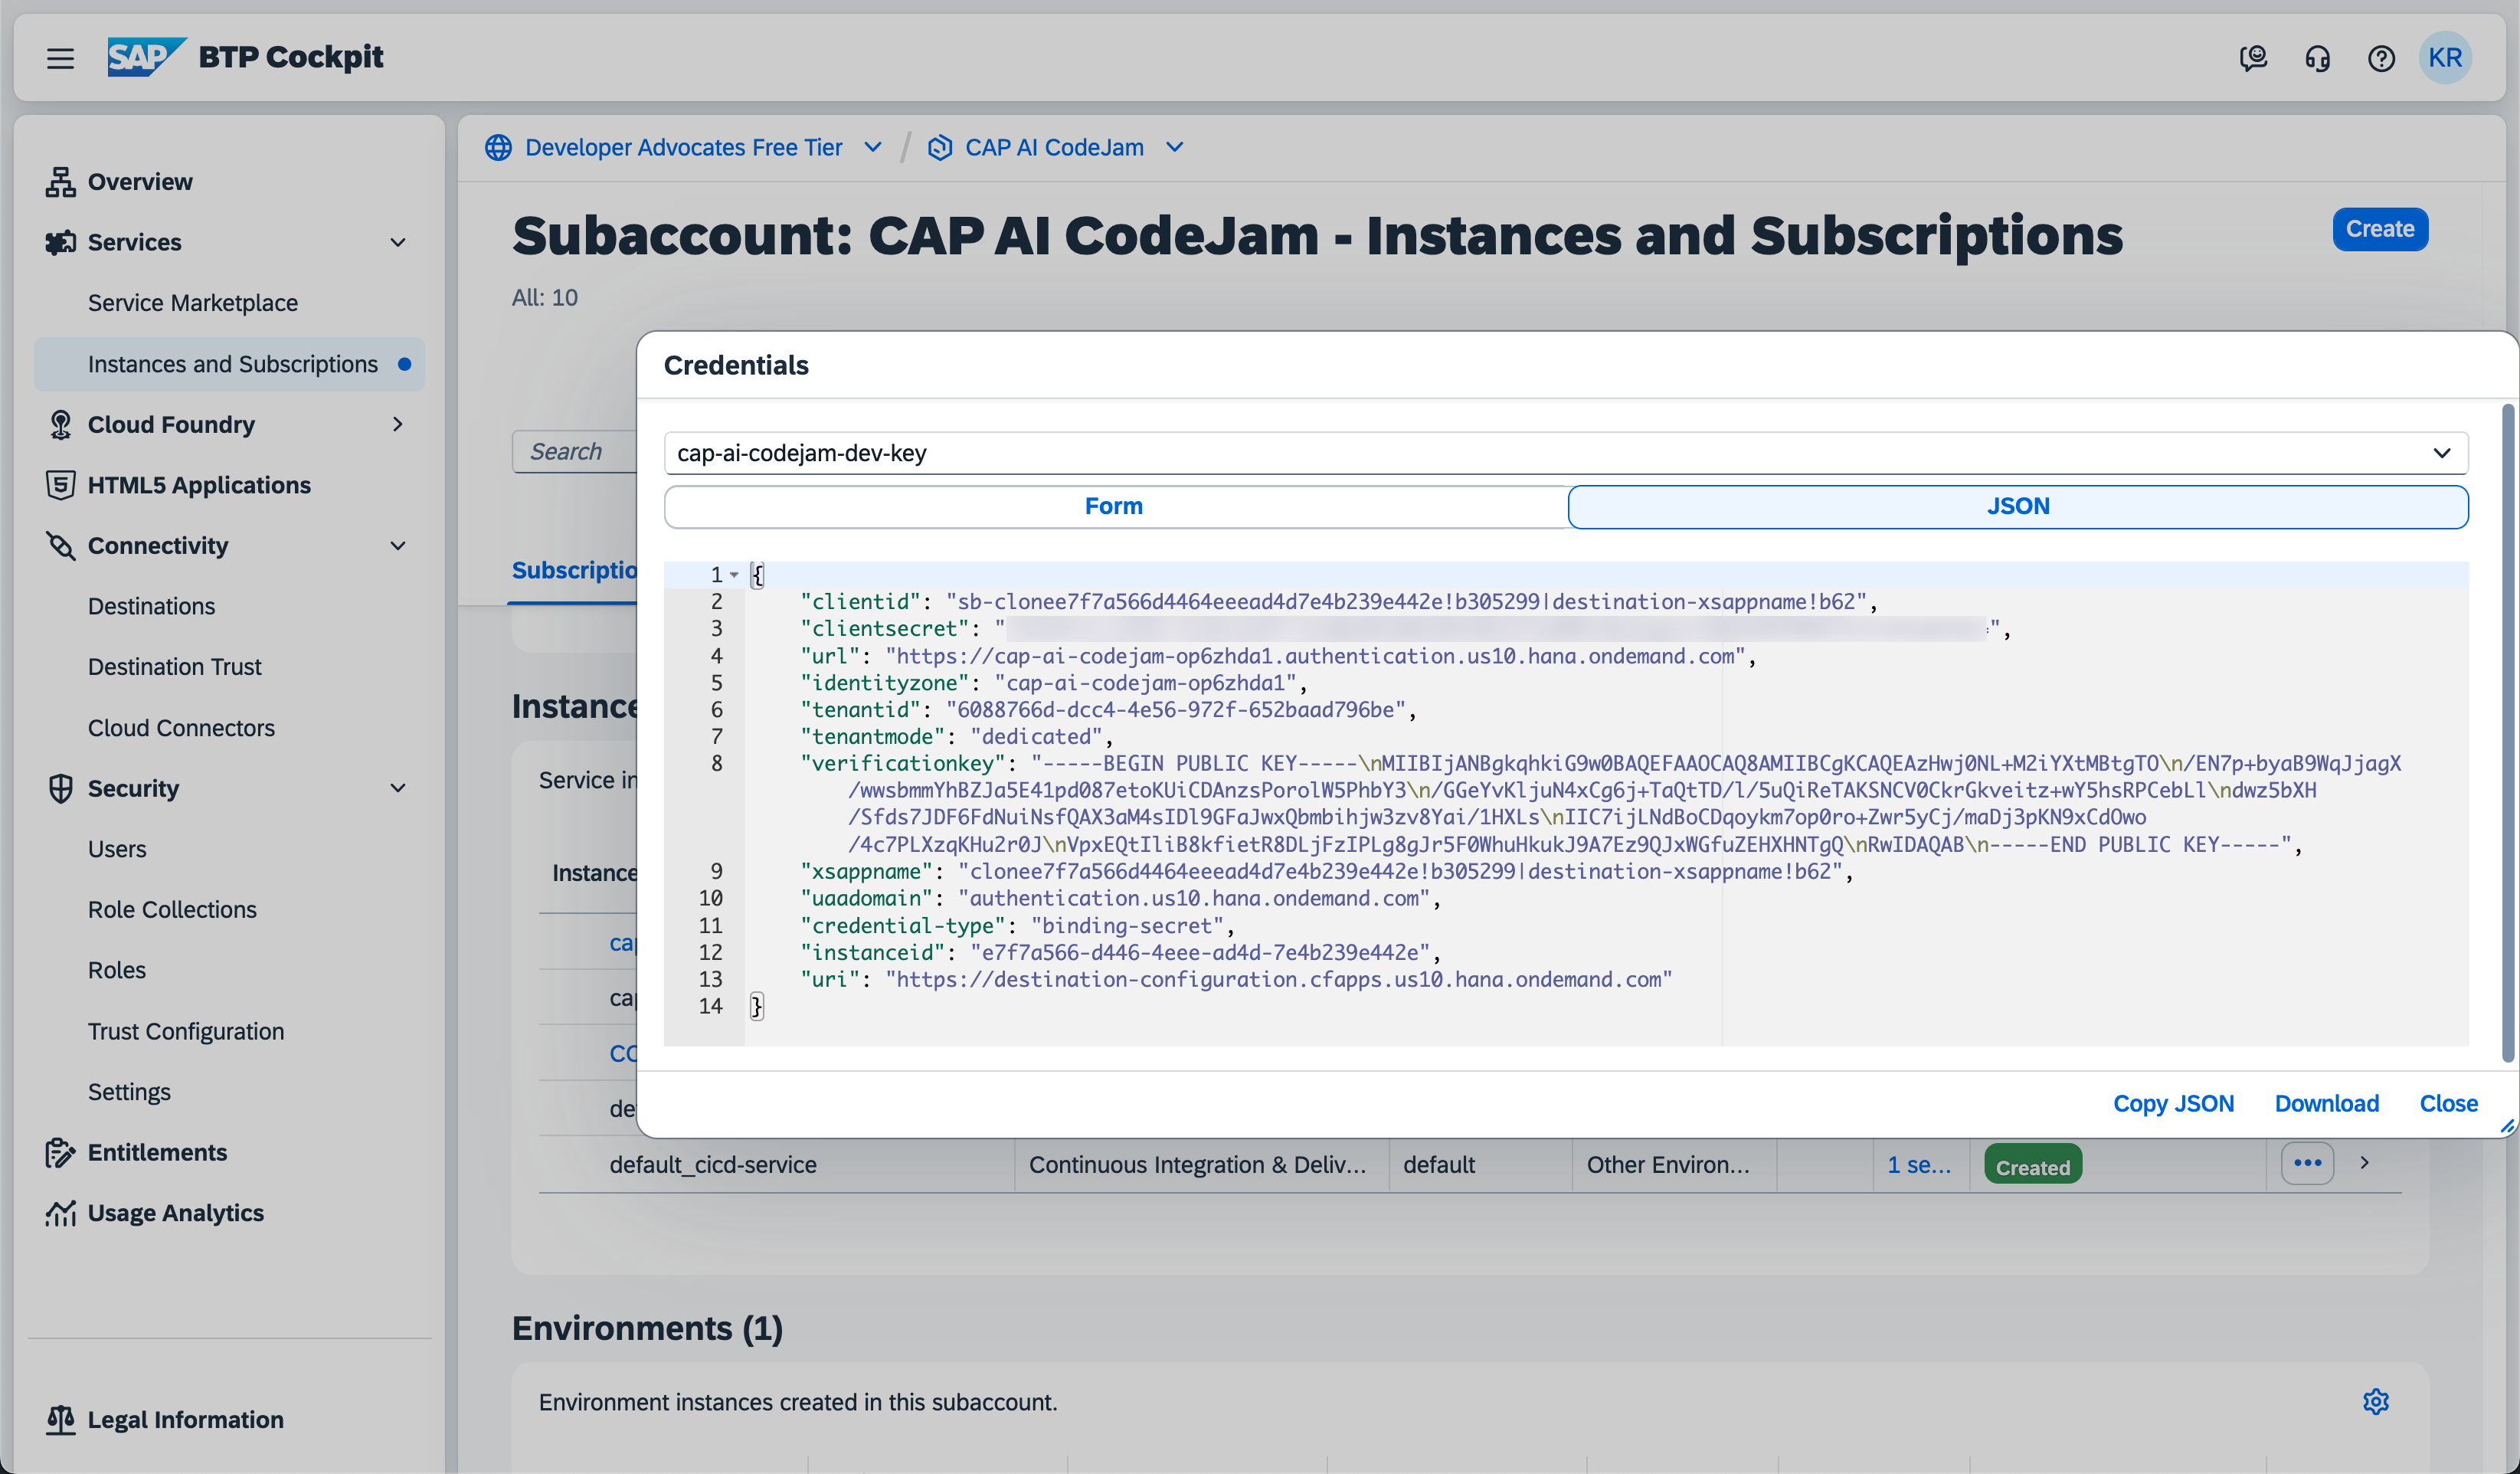 SAP BTP Cockpit
KR
Overview
Services
Service Marketplace
Instances and Subscriptions
Cloud Foundry
HTML5 Applications
Connectivity
Destinations
Destination Trust
Cloud Connectors
Security
Users
Role Collections
Roles
Trust Configuration
Settings
Entitlements
Usage Analytics
Legal Information
Developer Advocates Free Tier / CAP AI CodeJam
Subaccount: CAP AI CodeJam - Instances and Subscriptions
Create
All: 10
Search
Subscriptio
Instance
Service in
Instance
cap
cap
CO
de
Credentials
cap-ai-codejam-dev-key
Form
JSON
1 {
2 "clientid": "sb-clonee7f7a566d4464eeead4d7e4b239e442e!b305299|destination-xsappname!b62",
3 "clientsecret": "",
4 "url": "https://cap-ai-codejam-op6zhda1.authentication.us10.hana.ondemand.com",
5 "identityzone": "cap-ai-codejam-op6zhda1",
6 "tenantid": "6088766d-dcc4-4e56-972f-652baad796be",
7 "tenantmode": "dedicated",
8 "verificationkey": "-----BEGIN PUBLIC KEY-----\nMIIBIjANBgkqhkiG9w0BAQEFAAOCAQ8AMIIBCgKCAQEAzHwj0NL+M2iYXtMBtgTO\n/EN7p+byaB9WqJjagX
/wwsbmmYhBZJa5E41pd087etoKUiCDAnzsPorolW5PhbY3\n/GGeYvKljuN4xCg6j+TaQtTD/l/5uQiReTAKSNCV0CkrGkveitz+wY5hsRPCebLl\ndwz5bXH
/Sfds7JDF6FdNuiNsfQAX3aM4sIDl9GFaJwxQbmbihjw3zv8Yai/1HXLs\nIIC7ijLNdBoCDqoykm7op0ro+Zwr5yCj/maDj3pKN9xCdOwo
/4c7PLXzqKHu2r0J\nVpxEQtIliB8kfietR8DLjFzIPLg8gJr5F0WhuHkukJ9A7Ez9QJxWGfuZEHXHNTgQ\nRwIDAQAB\n-----END PUBLIC KEY-----",
9 "xsappname": "clonee7f7a566d4464eeead4d7e4b239e442e!b305299|destination-xsappname!b62",
10 "uaadomain": "authentication.us10.hana.ondemand.com",
11 "credential-type": "binding-secret",
12 "instanceid": "e7f7a566-d446-4eee-ad4d-7e4b239e442e",
13 "uri": "https://destination-configuration.cfapps.us10.hana.ondemand.com"
14 }
Copy JSON
Download
Close
default_cicd-service
Continuous Integration & Deliv...
default
Other Environ...
1 se...
Created
Environments (1)
Environment instances created in this subaccount.